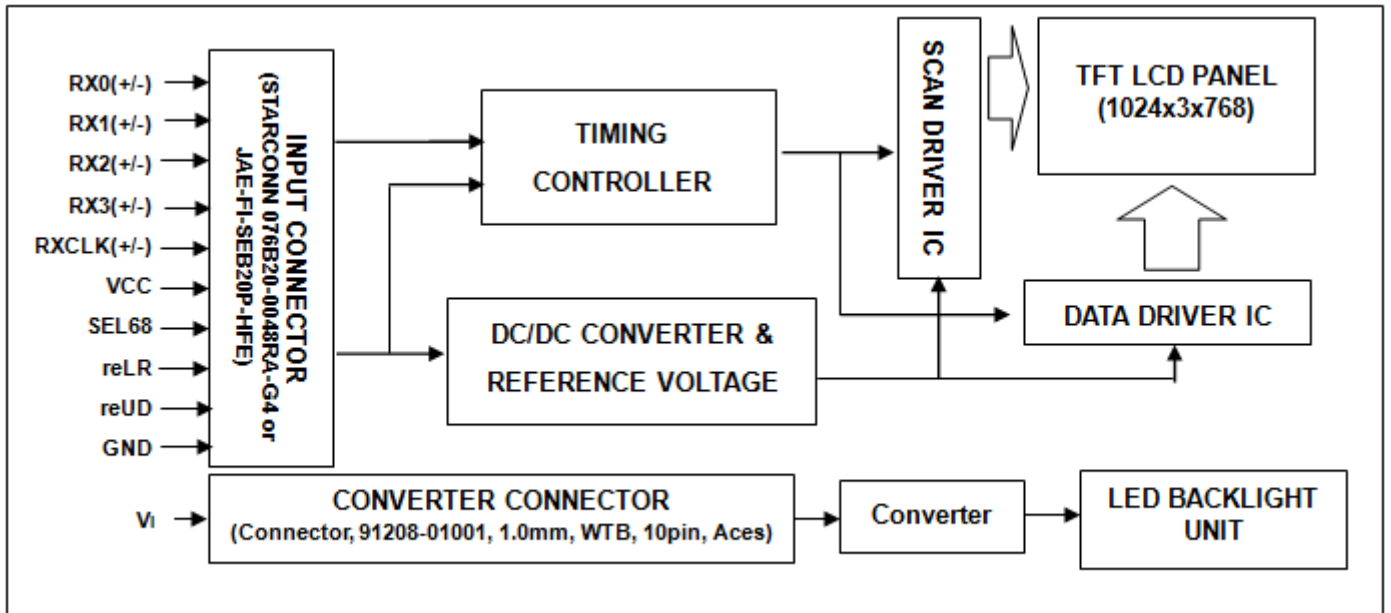 RX0(+/-)
RX1(+/-)
RX2(+/-)
RX3(+/-)
RXCLK(+/-)
VCC
SEL68
reLR
reUD
GND
INPUT CONNECTOR
(STARCONN 076B20-0048RA-G4 or
JAE-FI-SEB20P-HFE)
TIMING
CONTROLLER
DC/DC CONVERTER &
REFERENCE VOLTAGE
SCAN DRIVER IC
TFT LCD PANEL
(1024x3x768)
DATA DRIVER IC
VI
CONVERTER CONNECTOR
(Connector, 91208-01001, 1.0mm, WTB, 10pin, Aces)
Converter
LED BACKLIGHT
UNIT